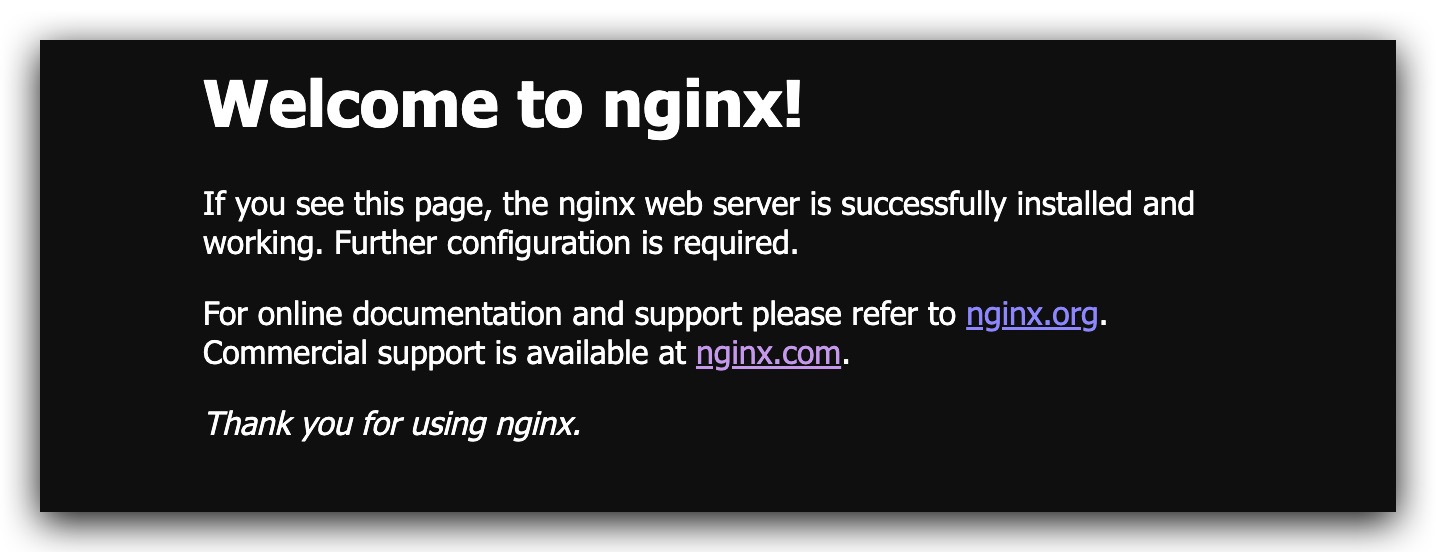 Welcome to nginx!
If you see this page, the nginx web server is successfully installed and
working. Further configuration is required.
For online documentation and support please refer to nginx.org.
Commercial support is available at nginx.com.
Thank you for using nginx.